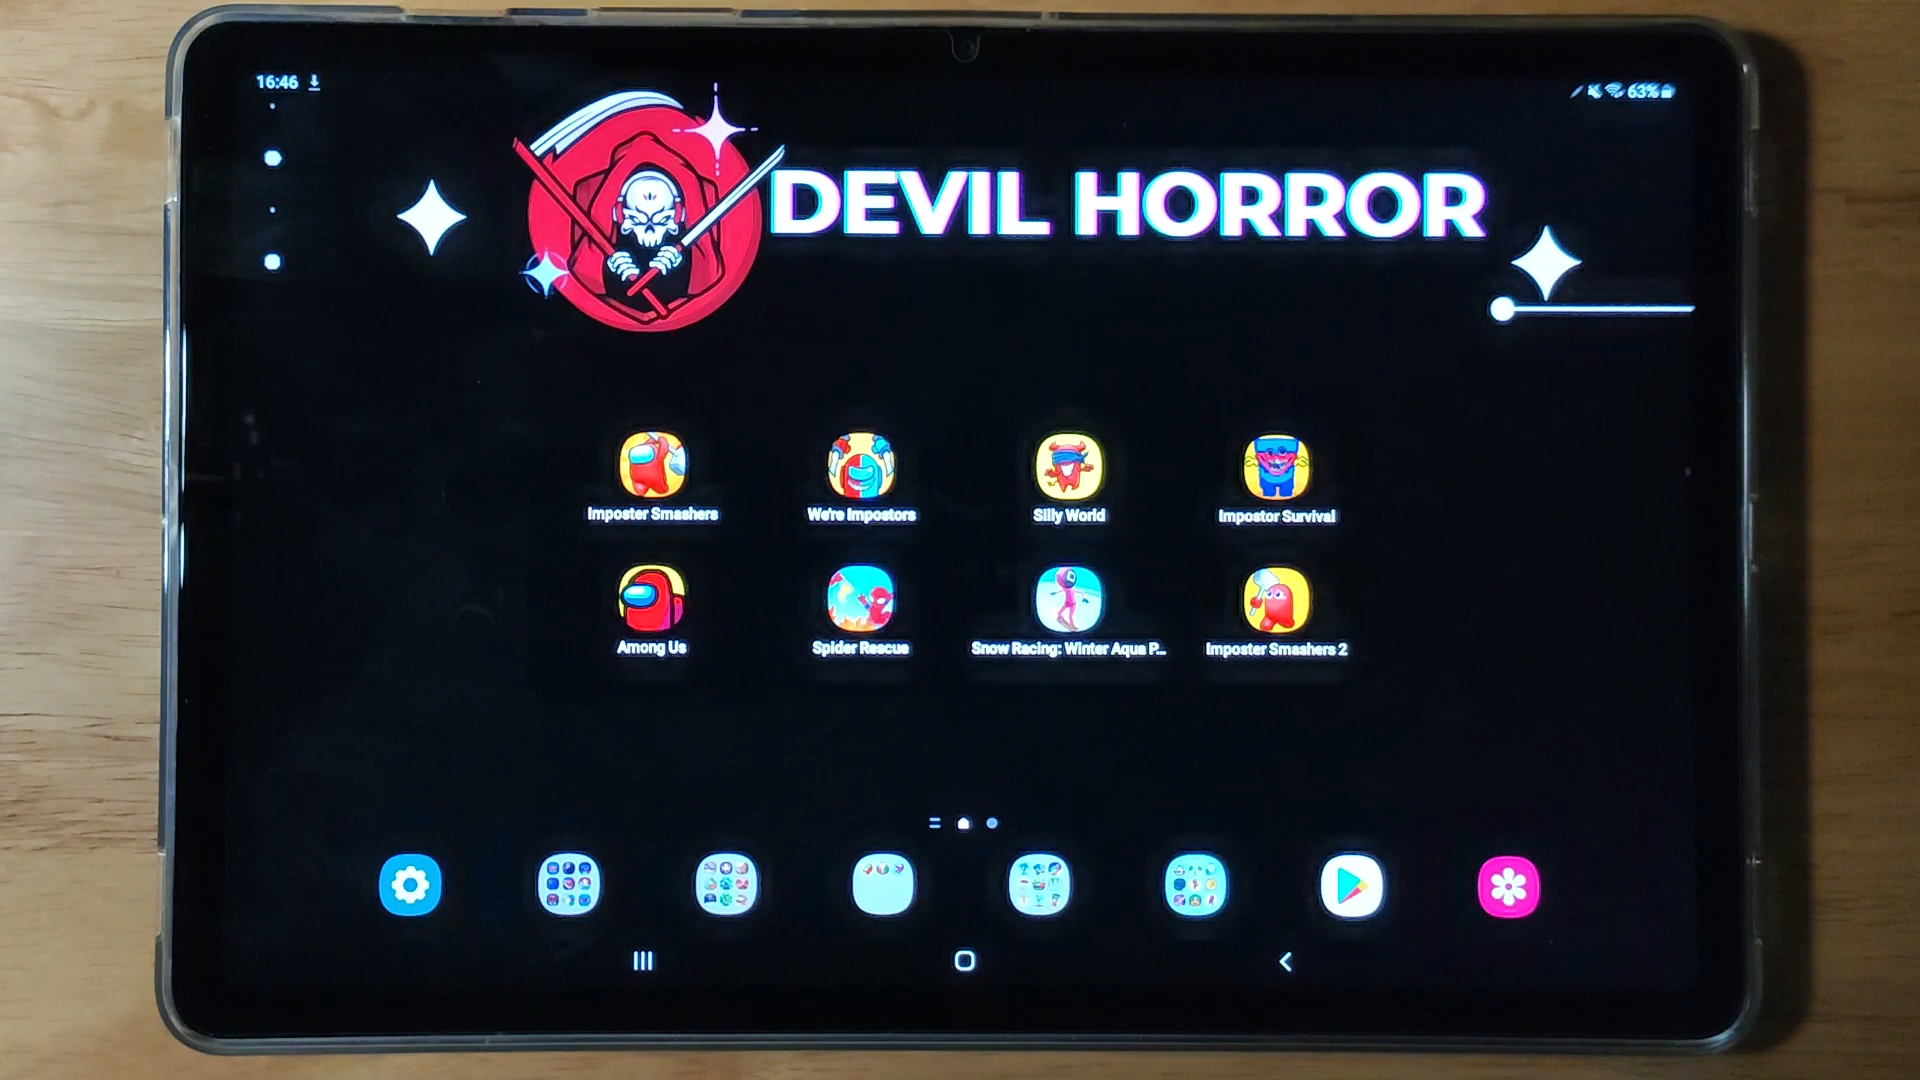 16:46
63%
DEVIL HORROR
Imposter Smashers
We're Impostors
Silly World
Impostor Survival
Among Us
Spider Rescue
Snow Racing: Winter Aqua P...
Imposter Smashers 2